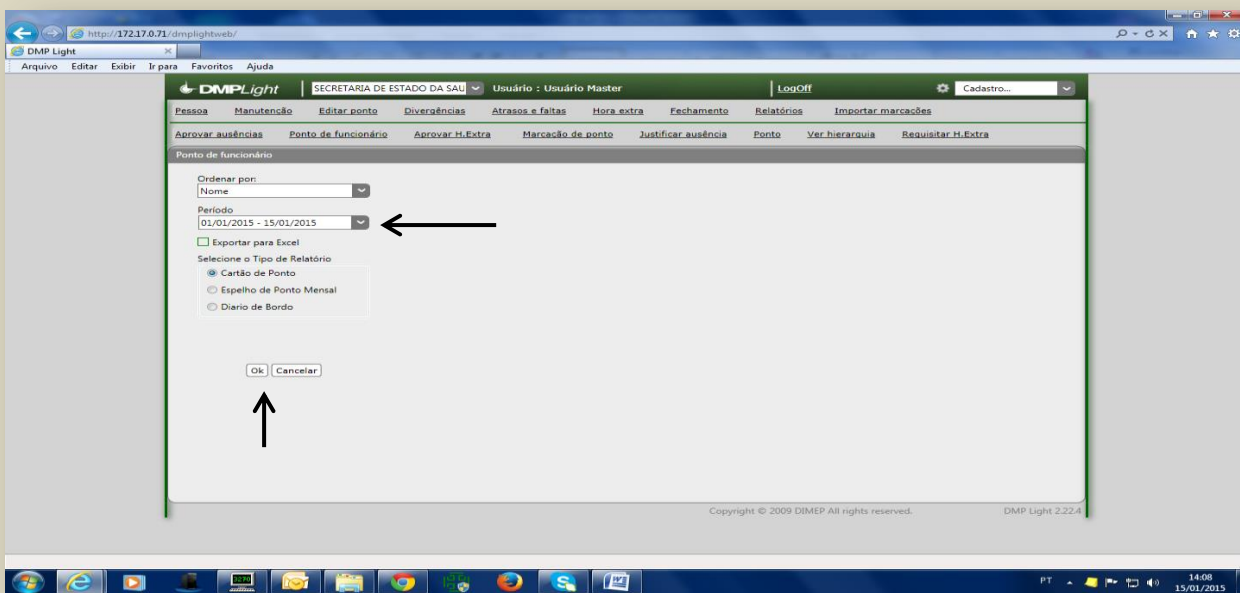 http://172.17.0.71/dmplightweb/
DMP Light
Arquivo Editar Exibir Ir para Favoritos Ajuda
DMPLight SECRETARIA DE ESTADO DA SAU Usuário : Usuário Master LogOff Cadastro...
Pessoa Manutenção Editar ponto Divergências Atrasos e faltas Hora extra Fechamento Relatórios Importar marcações
Aprovar ausências Ponto de funcionário Aprovar H.Extra Marcação de ponto Justificar ausência Ponto Ver hierarquia Requisitar H.Extra
Ponto de funcionário
Ordenar por:
Nome
Período
01/01/2015 - 15/01/2015
Exportar para Excel
Selecione o Tipo de Relatório
Cartão de Ponto
Espelho de Ponto Mensal
Diario de Bordo
Ok Cancelar
Copyright © 2009 DIMEP All rights reserved. DMP Light 2.22.4
3270
PT 14:08
15/01/2015